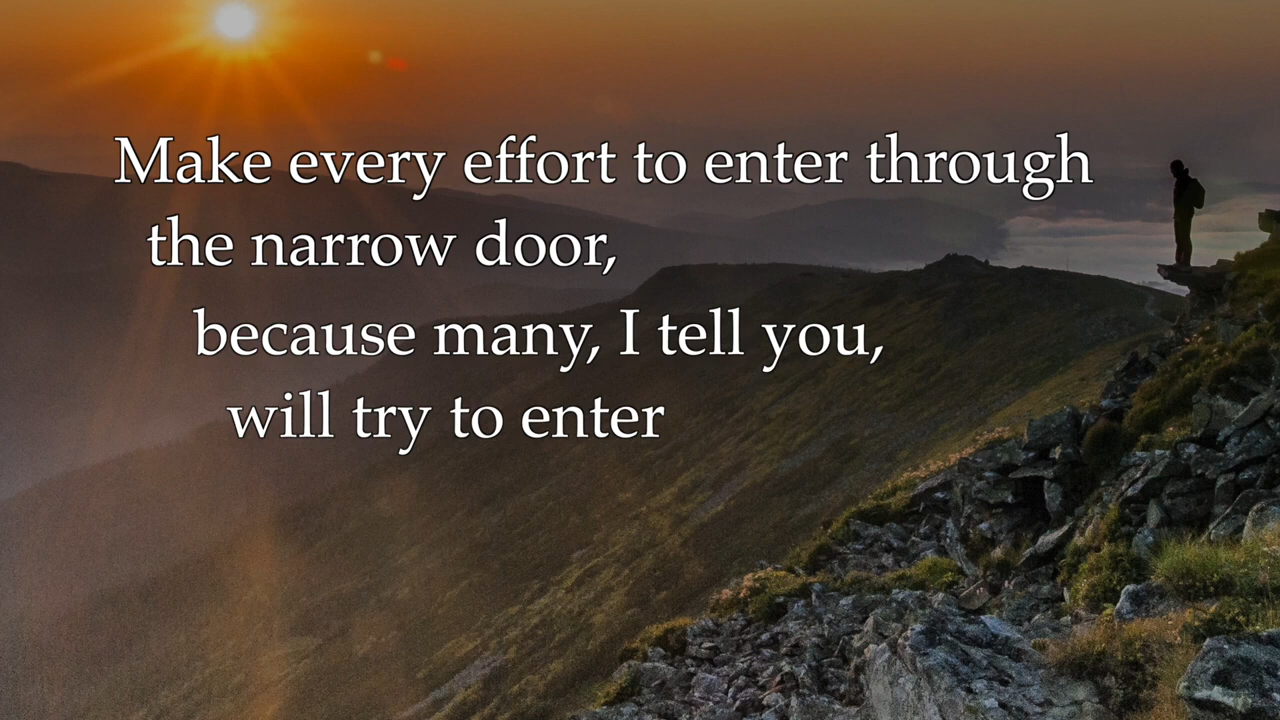 Make every effort to enter through
the narrow door,
because many, I tell you,
will try to enter